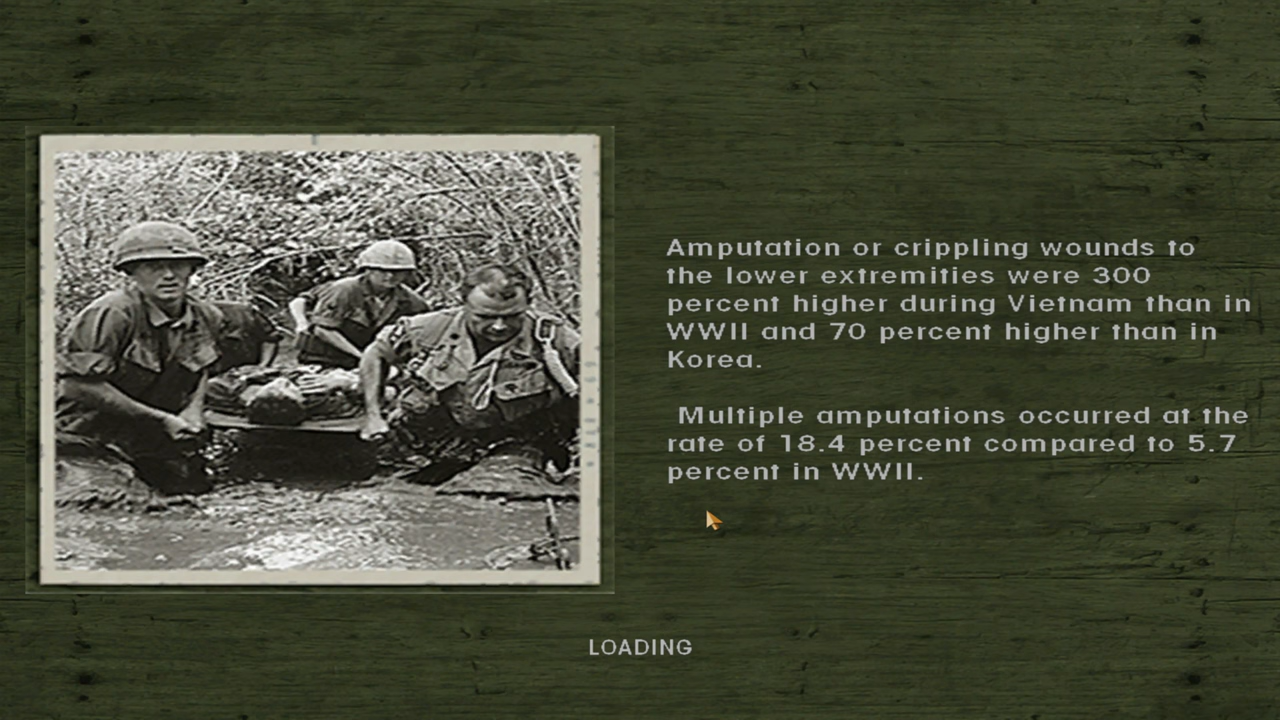 Amputation or crippling wounds to
the lower extremities were 300
percent higher during Vietnam than in
WWII and 70 percent higher than in
Korea.
Multiple amputations occurred at the
rate of 18.4 percent compared to 5.7
percent in WWII.
LOADING